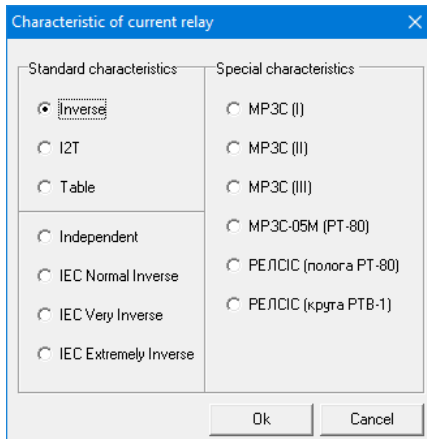 Characteristic of current relay
Standard characteristics
Inverse
I2T
Table
Independent
IEC Normal Inverse
IEC Very Inverse
IEC Extremely Inverse
Special characteristics
МРЗС (I)
МРЗС (II)
МРЗС (III)
МРЗС-05М (РТ-80)
РЕЛСІС (полога РТ-80)
РЕЛСІС (крута РТВ-1)
Ok
Cancel